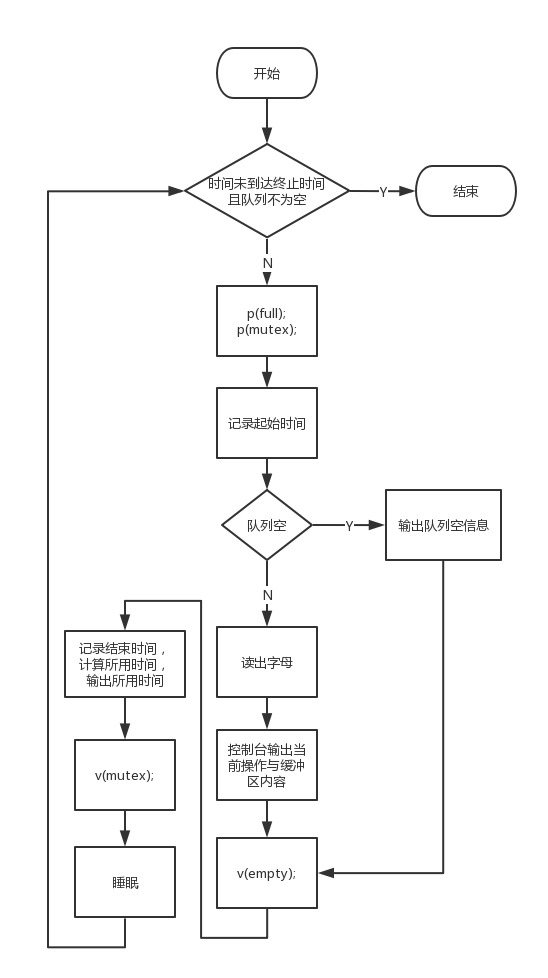 开始
时间未到达终止时间
且队列不为空
Y
结束
N
p(full);
p(mutex);
记录起始时间
队列空
Y
输出队列空信息
N
读出字母
控制台输出当
前操作与缓冲
区内容
v(empty);
记录结束时间，
计算所用时间，
输出所用时间
v(mutex);
睡眠